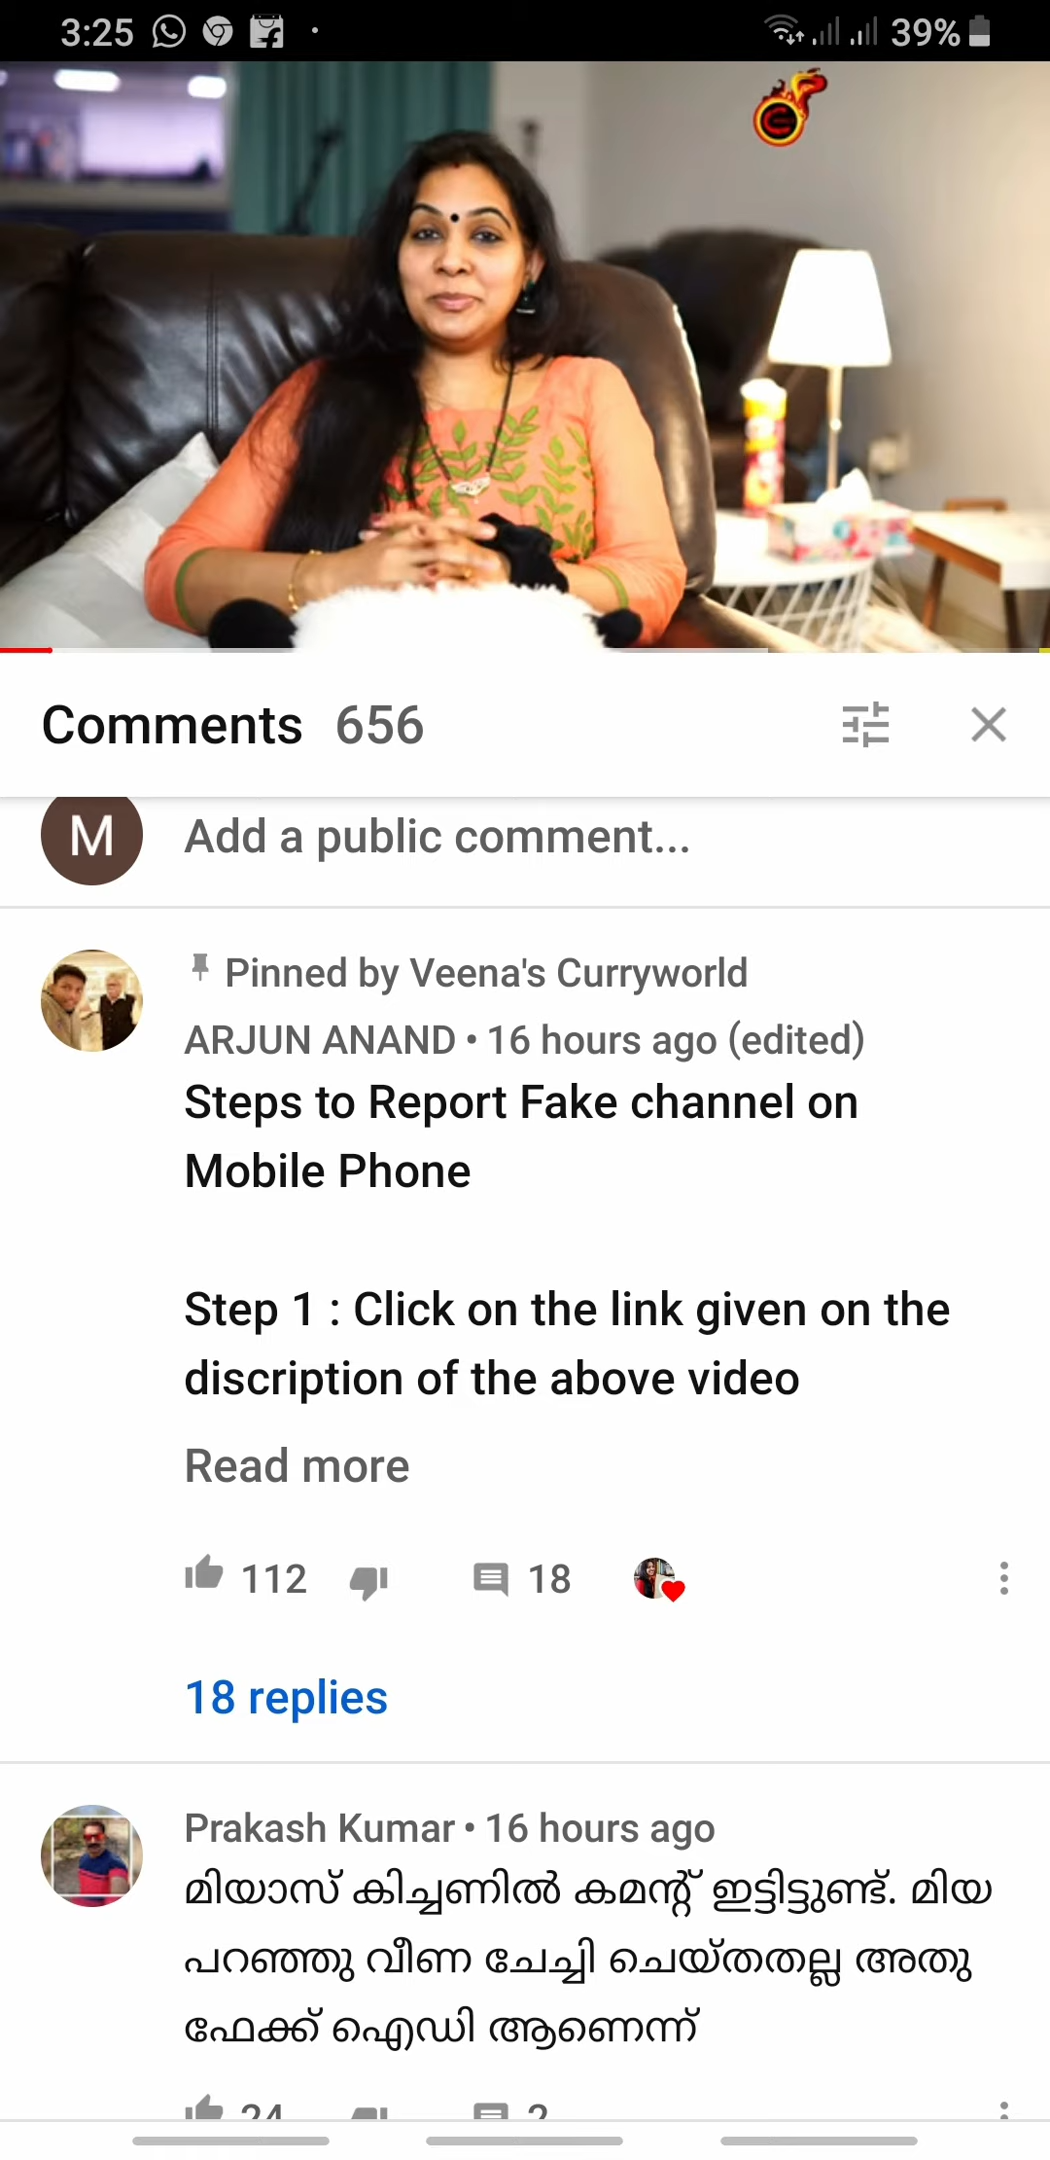 3:25
39%
Comments 656
M
Add a public comment...
Pinned by Veena's Curryworld
ARJUN ANAND • 16 hours ago (edited)
Steps to Report Fake channel on
Mobile Phone
Step 1 : Click on the link given on the
discription of the above video
Read more
112 18
18 replies
Prakash Kumar • 16 hours ago
മിയാസ് കിച്ചണിൽ കമന്റ് ഇട്ടിട്ടുണ്ട്. മിയ
പറഞ്ഞു വീണ ചേച്ചി ചെയ്തതല്ല അതു
ഫേക്ക് ഐഡി ആണെന്ന്
24 2